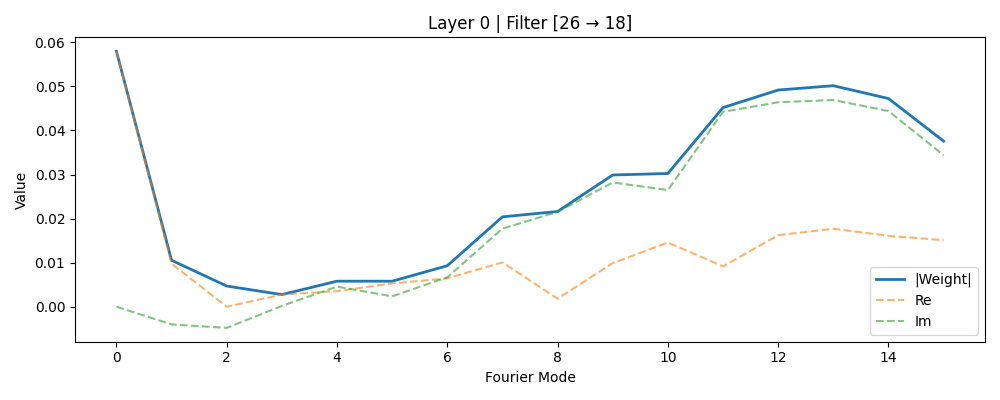 Layer 0 | Filter [26 → 18]
Value
0.06
0.05
0.04
0.03
0.02
0.01
0.00
0 2 4 6 8 10 12 14
Fourier Mode
|Weight|
Re
Im